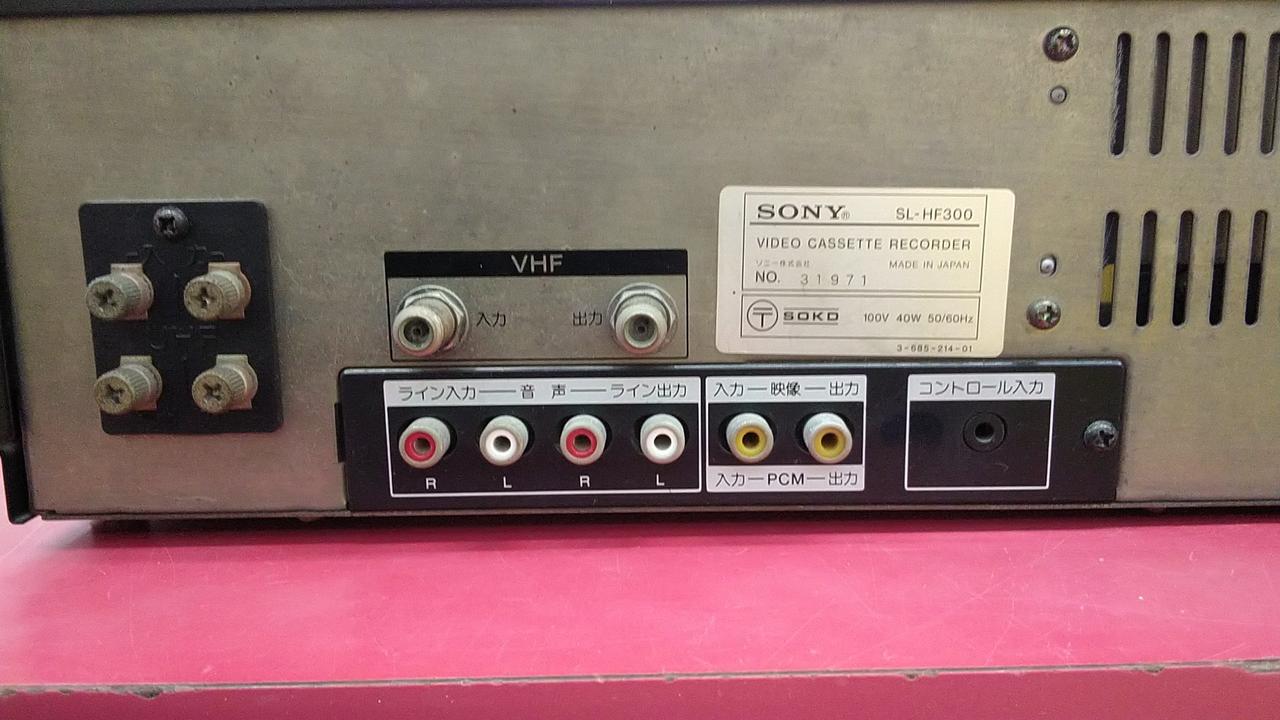 VHF
入力
出力
SONY®
SL-HF300
VIDEO CASSETTE RECORDER
ソニー株式会社
MADE IN JAPAN
NO. 31971
〒 SOKD 100V 40W 50/60Hz
3-685-214-01
ライン入力 — 音 声 — ライン出力
R L R L
入力 — 映像 — 出力
入力 — PCM — 出力
コントロール入力